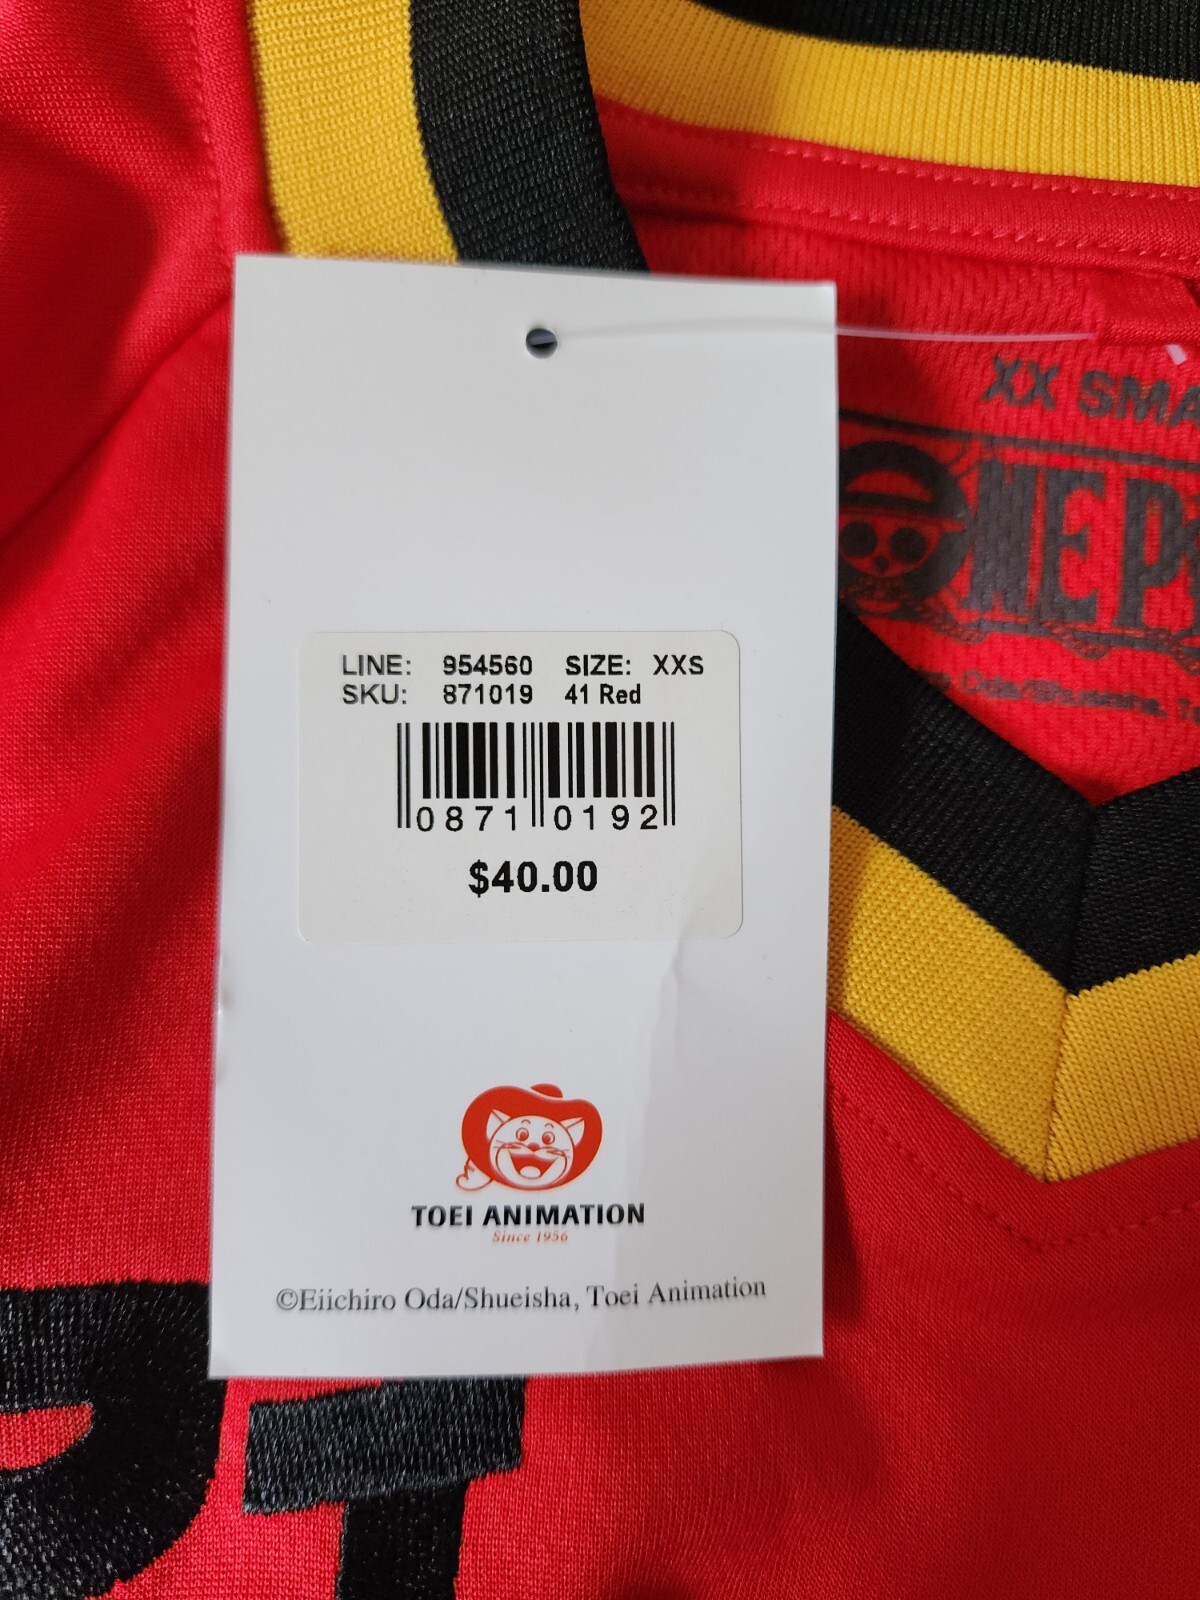 XX
LINE: 954560 SIZE: XXS
SKU: 871019 41 Red
0871 0192
$40.00
TOEI ANIMATION
Since 1956
©Eiichiro Oda/Shueisha, Toei Animation